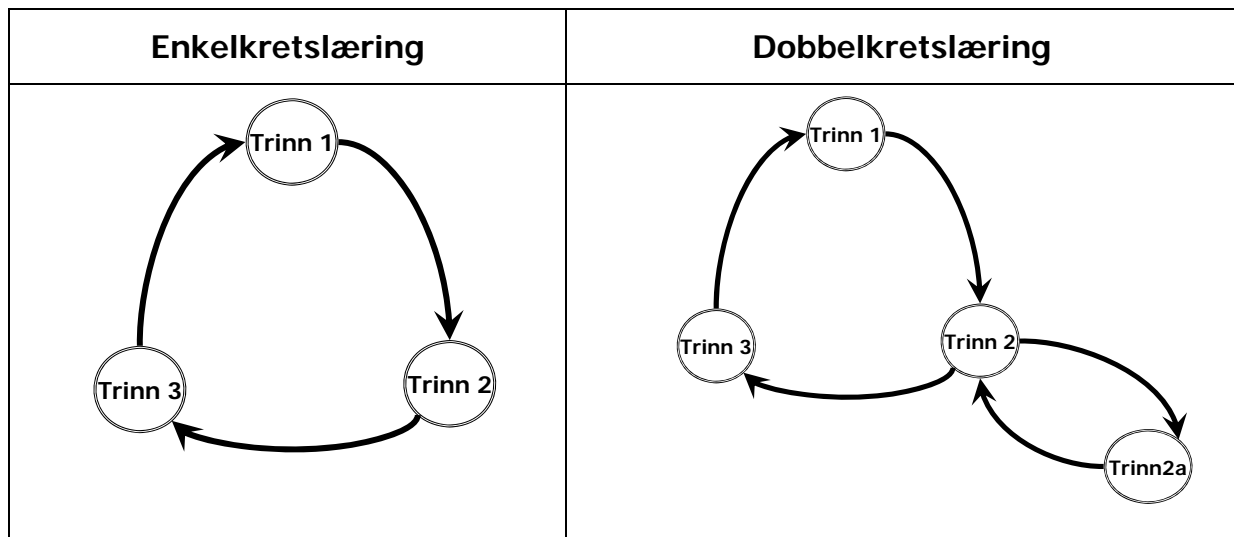 Enkelkretslæring
Dobbelkretslæring
Trinn 1
Trinn 3
Trinn 2
Trinn 1
Trinn 3
Trinn 2
Trinn2a